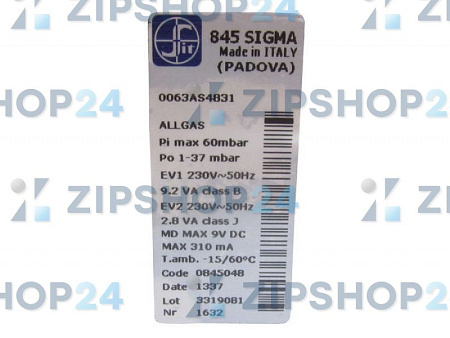 Sit
845 SIGMA
Made in ITALY
(PADOVA)
0063AS4831
ALLGAS
Pi max 60mbar
Po 1-37 mbar
EV1 230V~50Hz
9.2 VA class B
EV2 230V~50Hz
2.8 VA class J
MD MAX 9V DC
MAX 310 mA
T.amb. -15/60°C
Code 0845048
Date 1337
Lot 3319081
Nr 1632
ZIPSHOP24
ZIPSHOP24
ZIPSHOP24
ZIPSHOP24